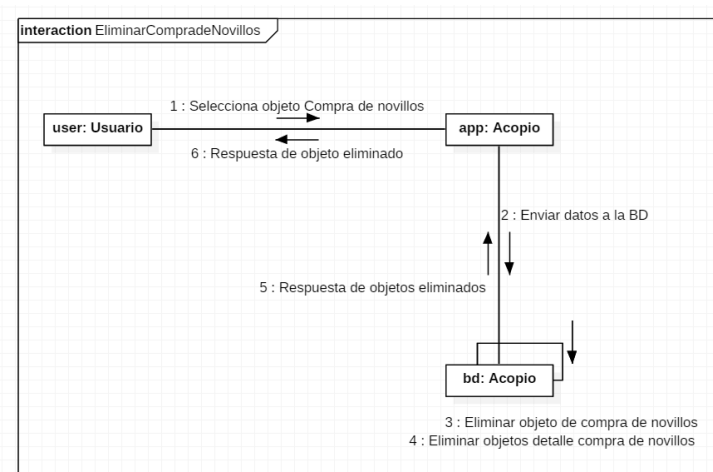 interaction EliminarCompradeNovillos
1 : Selecciona objeto Compra de novillos
user: Usuario
app: Acopio
6 : Respuesta de objeto eliminado
2 : Enviar datos a la BD
5 : Respuesta de objetos eliminados
bd: Acopio
3 : Eliminar objeto de compra de novillos
4 : Eliminar objetos detalle compra de novillos